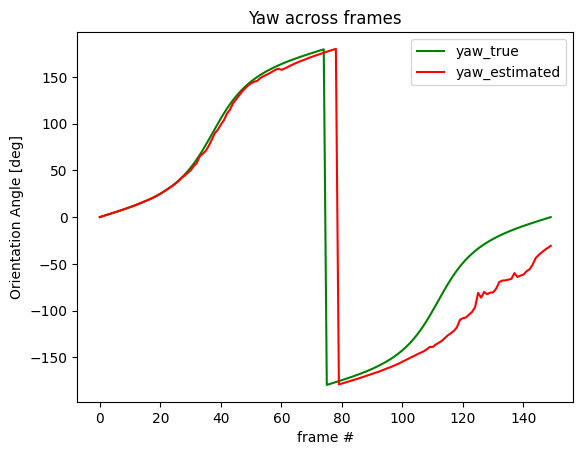 Yaw across frames
yaw_true
yaw_estimated
Orientation Angle [deg]
150
100
50
0
−50
−100
−150
0 20 40 60 80 100 120 140
frame #